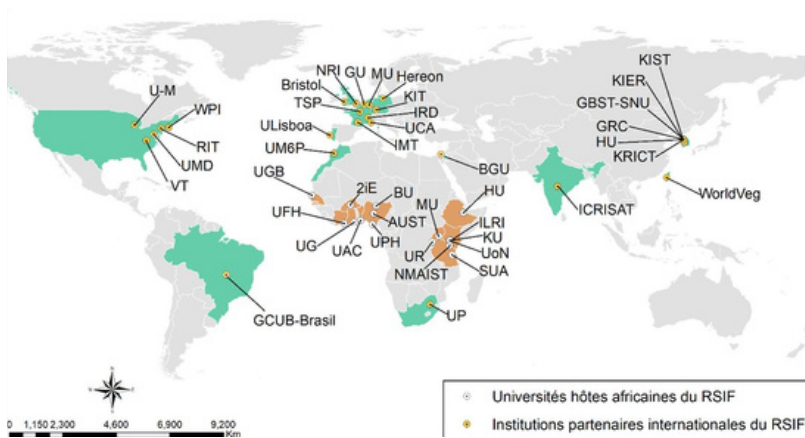 U-M
WPI
RIT
UMD
VT
GCUB-Brasil
NRI
GU
MU
Hereon
Bristol
KIT
TSP
IRD
ULisboa
UCA
UM6P
IMT
BGU
UGB
2iE
BU
HU
MU
ILRI
UFH
AUST
KU
UG
UAC
UPH
UR
UoN
NMAIST
SUA
UP
KIST
KIER
GBST-SNU
GRC
HU
KRICT
WorldVeg
ICRISAT
Universités hôtes africaines du RSIF
Institutions partenaires internationales du RSIF
0 1,150 2,300 4,600 6,900 9,200
Km